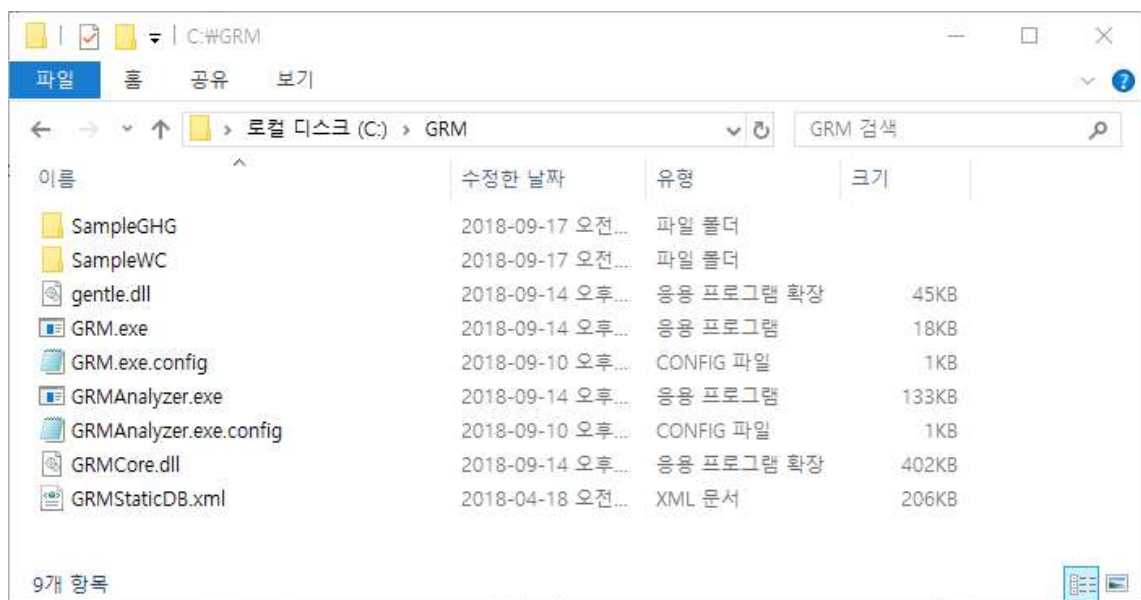 C:₩GRM
파일 홈 공유 보기
로컬 디스크 (C:) > GRM GRM 검색
이름 수정한 날짜 유형 크기
SampleGHG 2018-09-17 오전... 파일 폴더
SampleWC 2018-09-17 오전... 파일 폴더
gentle.dll 2018-09-14 오후... 응용 프로그램 확장 45KB
GRM.exe 2018-09-14 오후... 응용 프로그램 18KB
GRM.exe.config 2018-09-10 오후... CONFIG 파일 1KB
GRMAnalyzer.exe 2018-09-14 오후... 응용 프로그램 133KB
GRMAnalyzer.exe.config 2018-09-10 오후... CONFIG 파일 1KB
GRMCore.dll 2018-09-14 오후... 응용 프로그램 확장 402KB
GRMStaticDB.xml 2018-04-18 오전... XML 문서 206KB
9개 항목